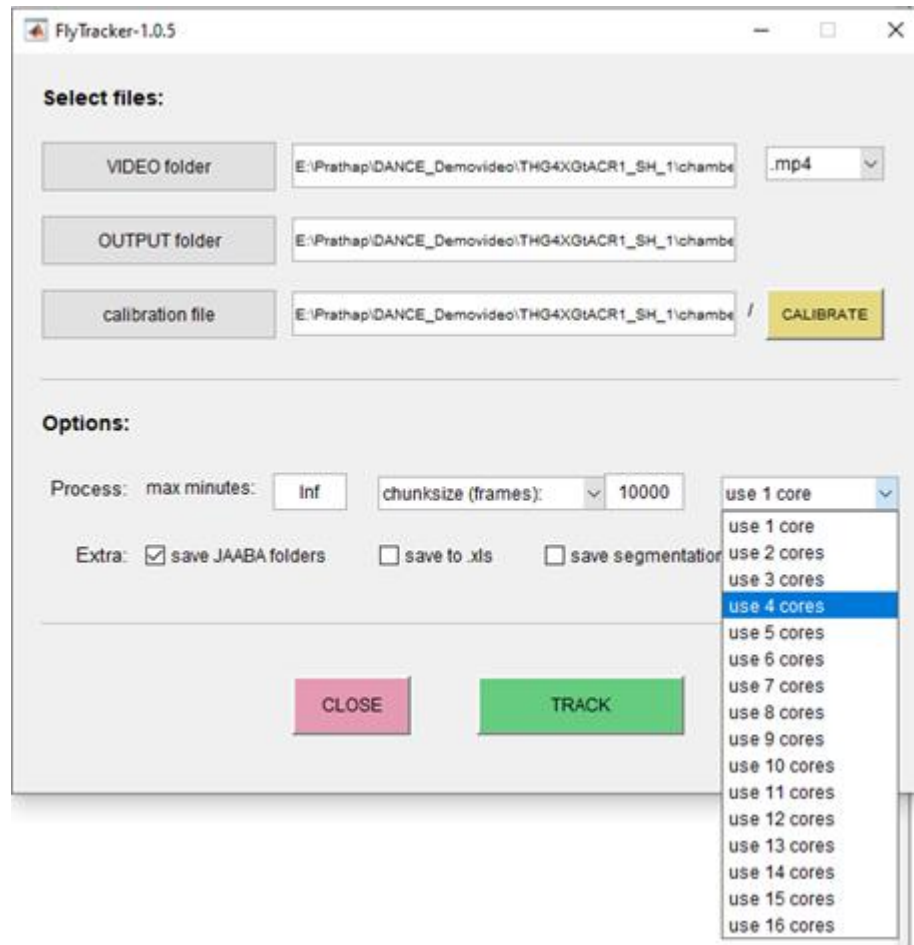 FlyTracker-1.0.5
Select files:
VIDEO folder E:\Prathap\DANCE_Demovideo\THG4XGtACR1_SH_1\chambe .mp4
OUTPUT folder E:\Prathap\DANCE_Demovideo\THG4XGtACR1_SH_1\chambe
calibration file E:\Prathap\DANCE_Demovideo\THG4XGtACR1_SH_1\chambe / CALIBRATE
Options:
Process: max minutes: Inf chunksize (frames): 10000 use 1 core
Extra: save JAABA folders save to .xls save segmentation
use 1 core
use 2 cores
use 3 cores
use 4 cores
use 5 cores
use 6 cores
use 7 cores
use 8 cores
use 9 cores
use 10 cores
use 11 cores
use 12 cores
use 13 cores
use 14 cores
use 15 cores
use 16 cores
CLOSE TRACK